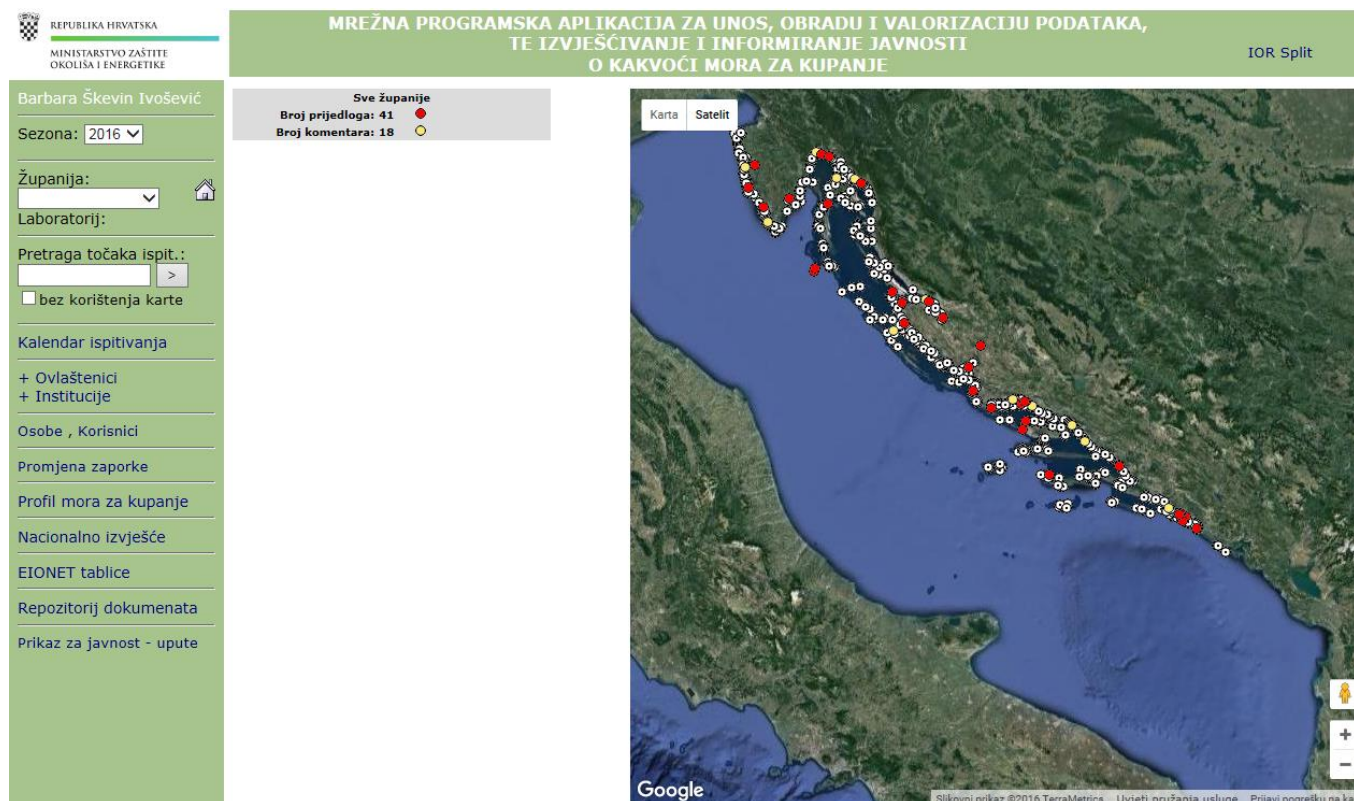 REPUBLIKA HRVATSKA
MINISTARSTVO ZAŠTITE
OKOLIŠA I ENERGETIKE
MREŽNA PROGRAMSKA APLIKACIJA ZA UNOS, OBRADU I VALORIZACIJU PODATAKA,
TE IZVJEŠĆIVANJE I INFORMIRANJE JAVNOSTI
O KAKVOĆI MORA ZA KUPANJE
IOR Split
Barbara Škevin Ivošević
Sezona: 2016
Županija:
Laboratorij:
Pretraga točaka ispit.:
>
bez korištenja karte
Kalendar ispitivanja
+ Ovlaštenici
+ Institucije
Osobe , Korisnici
Promjena zaporke
Profil mora za kupanje
Nacionalno izvješće
EIONET tablice
Repozitorij dokumenata
Prikaz za javnost - upute
Sve županije
Broj prijedloga: 41
Broj komentara: 18
Karta Satelit
+
−
Google
Slikovni prikaz ©2016 TerraMetrics Uvjeti pružanja usluge Prijavi pogrešku na ka